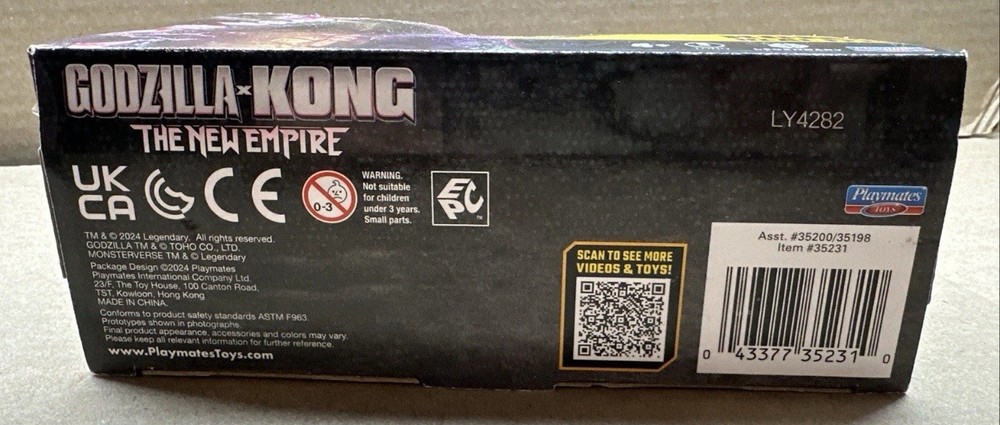 GODZILLA x KONG
THE NEW EMPIRE
LY4282
UK
CA
CE
0-3
WARNING.
Not suitable
for children
under 3 years.
Small parts.
EPC
TM
Playmates
TOYS
TM & © 2024 Legendary. All rights reserved.
GODZILLA TM & © TOHO CO., LTD.
MONSTERVERSE TM & © Legendary
Package Design ©2024 Playmates
Playmates International Company Ltd.
23/F, The Toy House, 100 Canton Road,
TST, Kowloon, Hong Kong
MADE IN CHINA.
Conforms to product safety standards ASTM F963.
Prototypes shown in photographs.
Final product appearance, accessories and colors may vary.
Please keep all relevant information for further reference.
www.PlaymatesToys.com
SCAN TO SEE MORE
VIDEOS & TOYS!
Asst. #35200/35198
Item #35231
0 43377 35231 0